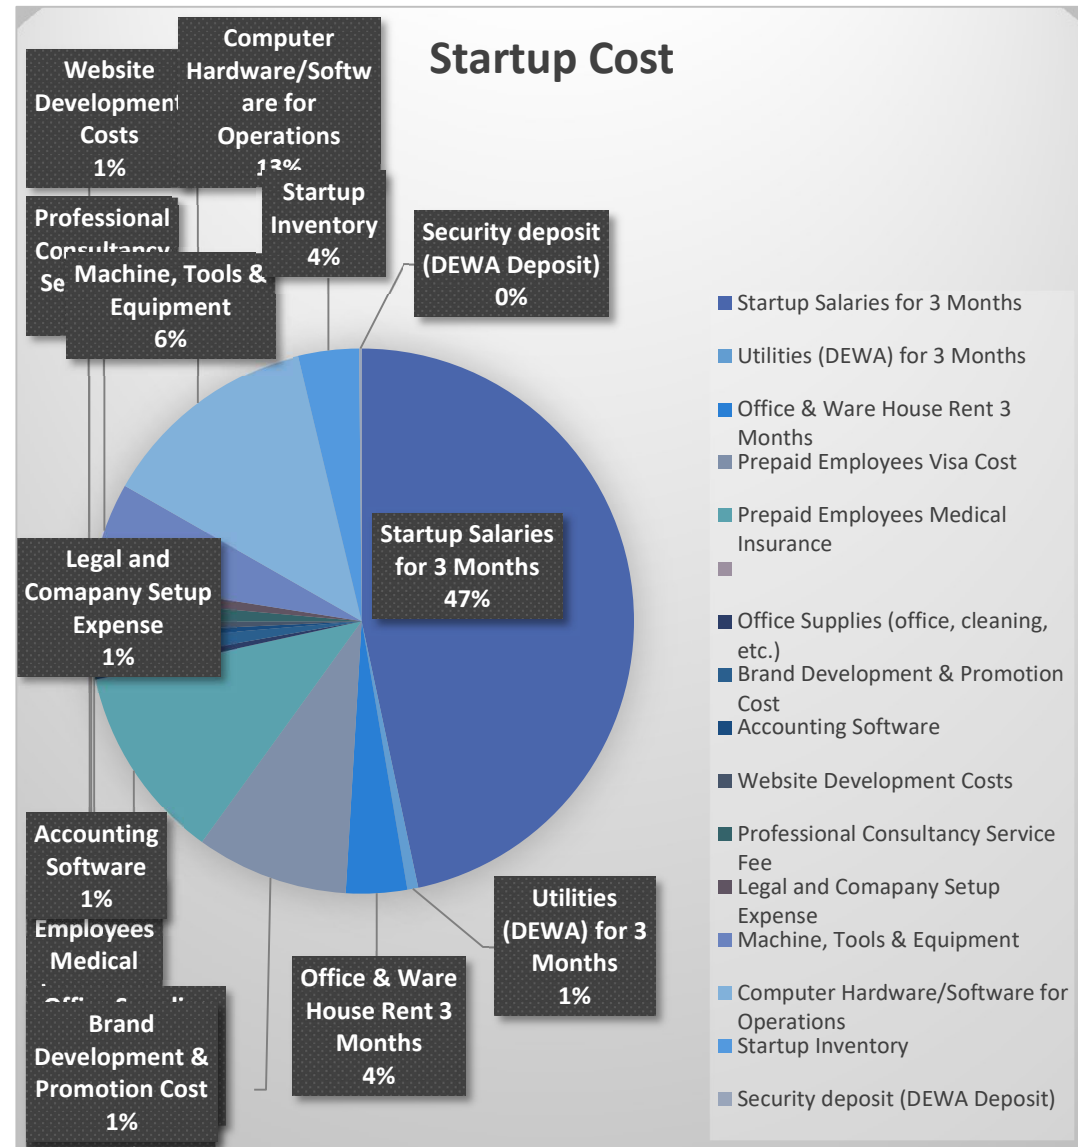 Startup Cost
Website
Development
Costs
1%
Computer
Hardware/Softw
are for
Operations
13%
Startup
Inventory
4%
Security deposit
(DEWA Deposit)
0%
Professional
Consultancy
Se
Machine, Tools &
Equipment
6%
Startup Salaries
for 3 Months
47%
Legal and
Comapany Setup
Expense
1%
Accounting
Software
1%
Employees
Medical
Brand
Development &
Promotion Cost
1%
Office & Ware
House Rent 3
Months
4%
Utilities
(DEWA) for 3
Months
1%
Startup Salaries for 3 Months
Utilities (DEWA) for 3 Months
Office & Ware House Rent 3
Months
Prepaid Employees Visa Cost
Prepaid Employees Medical
Insurance
Office Supplies (office, cleaning,
etc.)
Brand Development & Promotion
Cost
Accounting Software
Website Development Costs
Professional Consultancy Service
Fee
Legal and Comapany Setup
Expense
Machine, Tools & Equipment
Computer Hardware/Software for
Operations
Startup Inventory
Security deposit (DEWA Deposit)